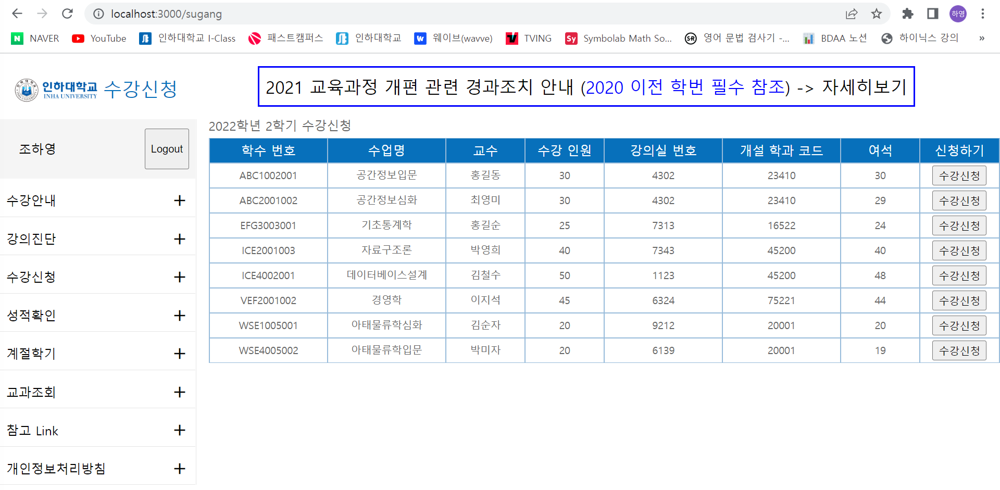 localhost:3000/sugang
하영
NAVER YouTube 인하대학교 I-Class 패스트캠퍼스 인하대학교 웨이브(wavve) TVING Symbolab Math So... 영어 문법 검사기 -... BDAA 노션 하이닉스 강의 »
인하대학교 수강신청
INHA UNIVERSITY
2021 교육과정 개편 관련 경과조치 안내 (2020 이전 학번 필수 참조) -> 자세히보기
조하영 Logout
수강안내 +
강의진단 +
수강신청 +
성적확인 +
계절학기 +
교과조회 +
참고 Link +
개인정보처리방침 +
2022학년 2학기 수강신청
학수 번호 수업명 교수 수강 인원 강의실 번호 개설 학과 코드 여석 신청하기
ABC1002001 공간정보입문 홍길동 30 4302 23410 30 수강신청
ABC2001002 공간정보심화 최영미 30 4302 23410 29 수강신청
EFG3003001 기초통계학 홍길순 25 7313 16522 24 수강신청
ICE2001003 자료구조론 박영희 40 7343 45200 40 수강신청
ICE4002001 데이터베이스설계 김철수 50 1123 45200 48 수강신청
VEF2001002 경영학 이지석 45 6324 75221 44 수강신청
WSE1005001 아태물류학심화 김순자 20 9212 20001 20 수강신청
WSE4005002 아태물류학입문 박미자 20 6139 20001 19 수강신청